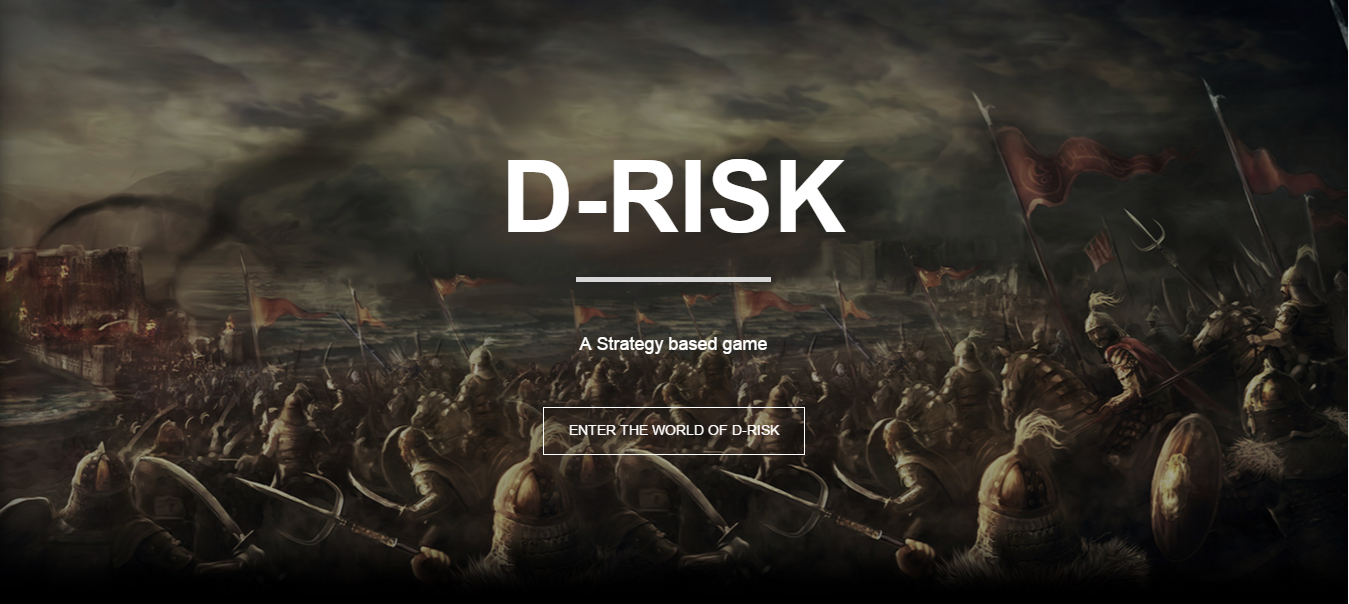 D-RISK
A Strategy based game
ENTER THE WORLD OF D-RISK